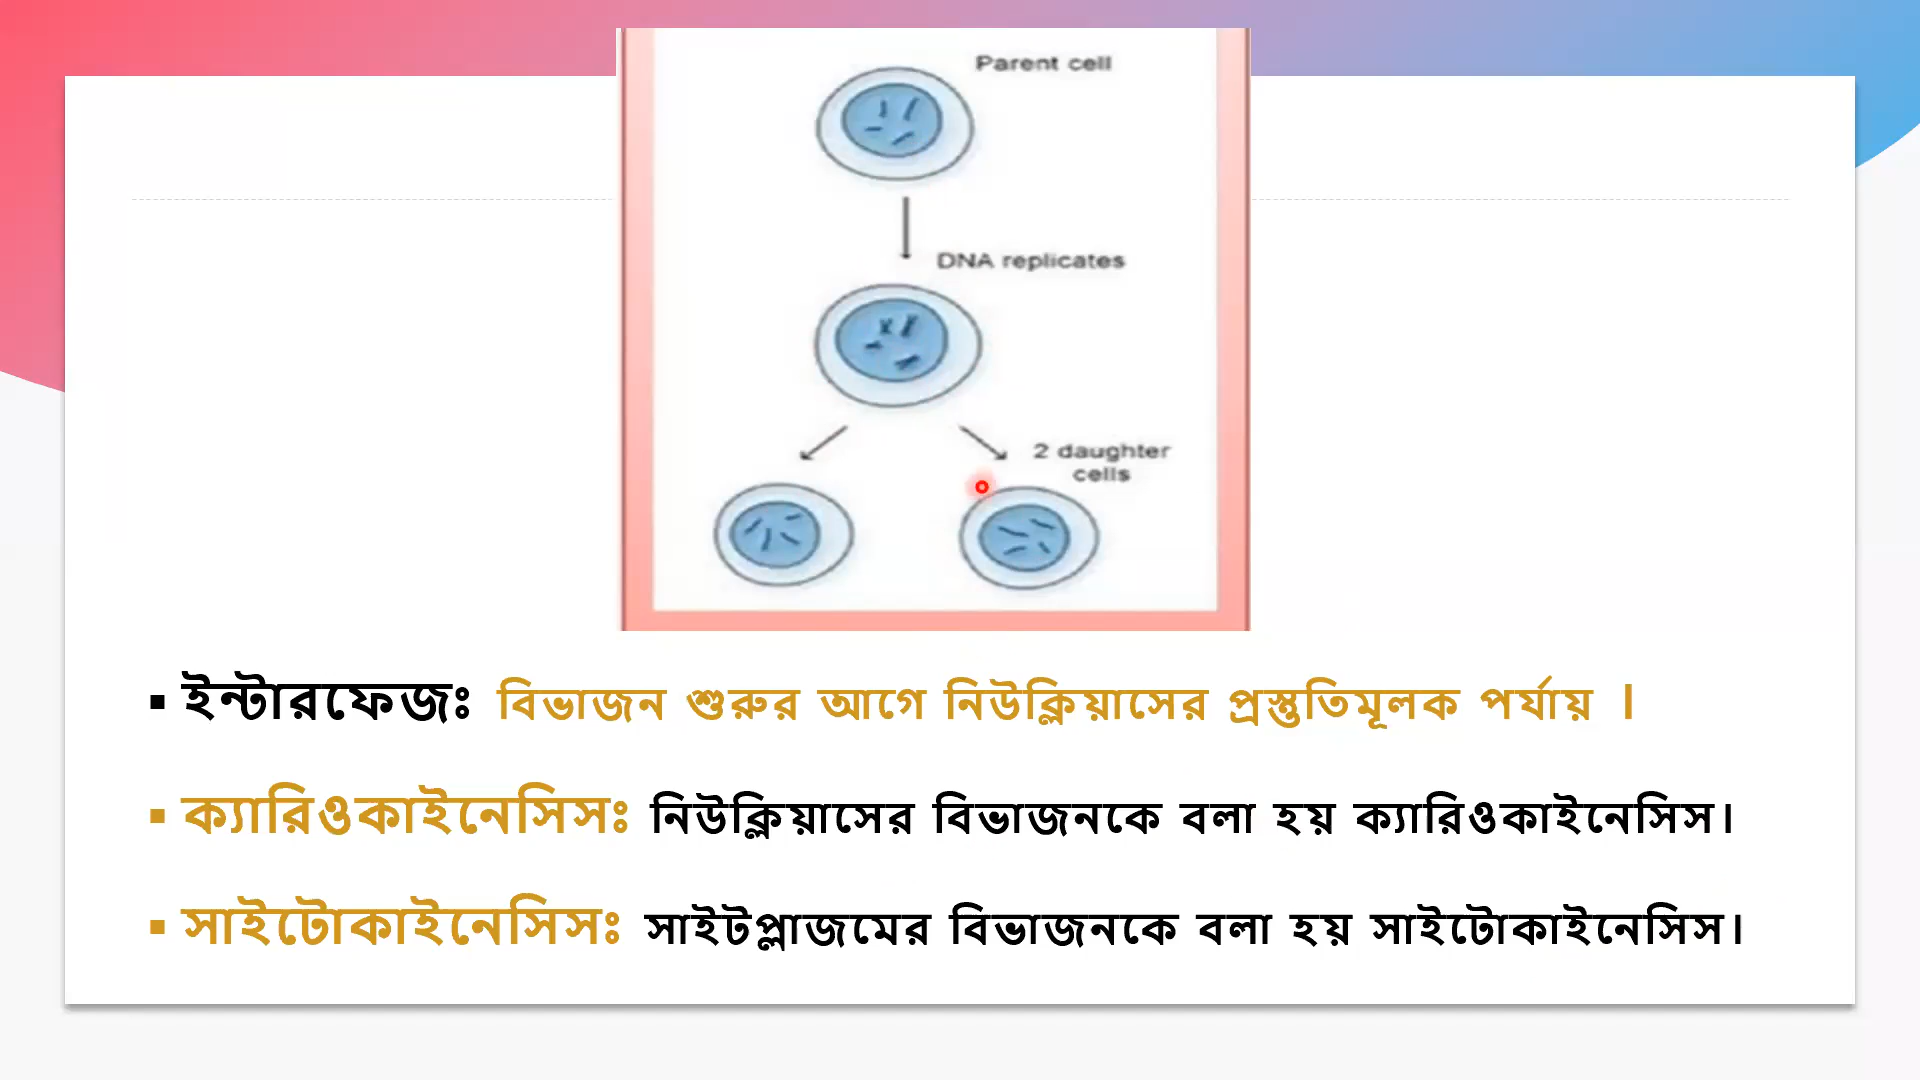 Parent cell
DNA replicates
2 daughter
cells
▪ ইন্টারফেজঃ বিভাজন শুরুর আগে নিউক্লিয়াসের প্রস্তুতিমূলক পর্যায় ।
▪ ক্যারিওকাইনেসিসঃ নিউক্লিয়াসের বিভাজনকে বলা হয় ক্যারিওকাইনেসিস।
▪ সাইটোকাইনেসিসঃ সাইটপ্লাজমের বিভাজনকে বলা হয় সাইটোকাইনেসিস।